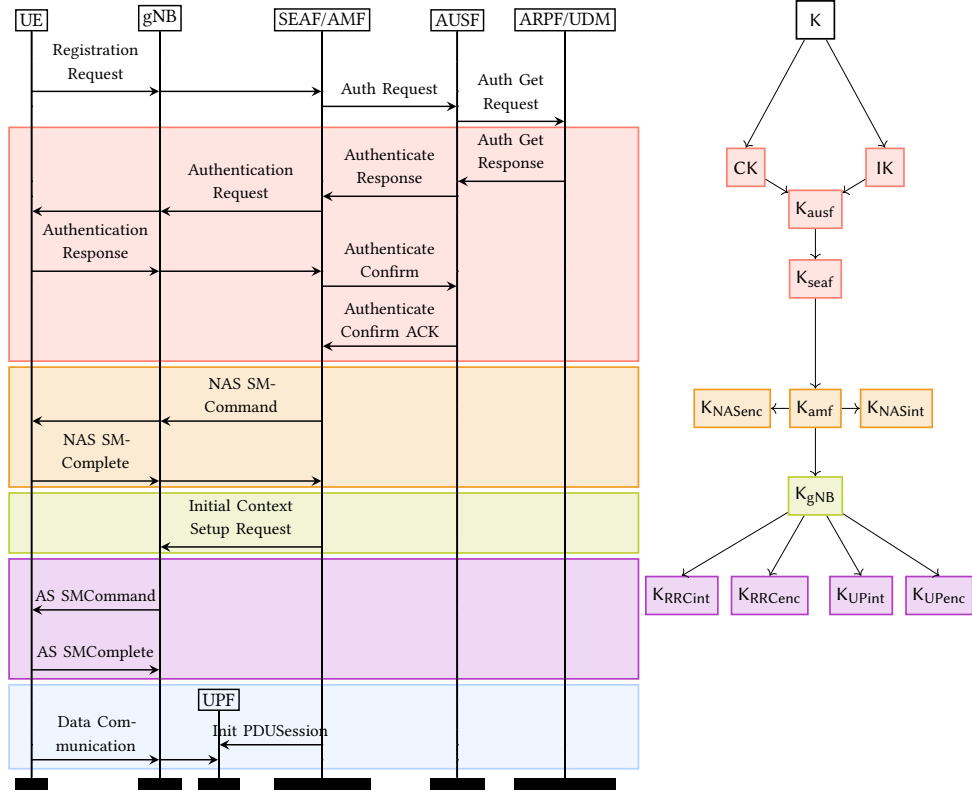 UE
gNB
SEAF/AMF
AUSF
ARPF/UDM
Registration
Request
Auth Request
Auth Get
Request
Auth Get
Response
Authenticate
Response
Authentication
Request
Authentication
Response
Authenticate
Confirm
Authenticate
Confirm ACK
NAS SM-
Command
NAS SM-
Complete
Initial Context
Setup Request
AS SMCommand
AS SMComplete
UPF
Init PDUSession
Data Com-
munication
K
CK
IK
Kausf
Kseaf
KNASenc
Kamf
KNASint
KgNB
KRRCint
KRRCenc
KUPint
KUPenc